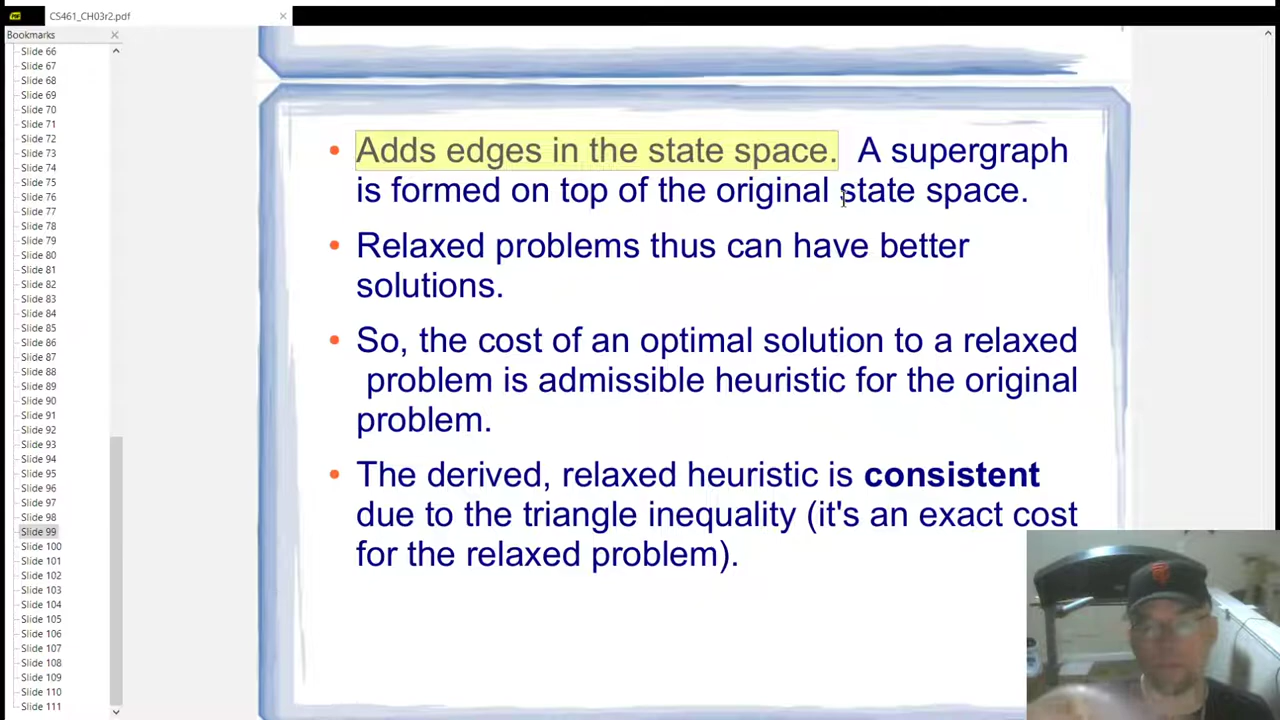 CS461_CH03r2.pdf
Bookmarks
Slide 66
Slide 67
Slide 68
Slide 69
Slide 70
Slide 71
Slide 72
Slide 73
Slide 74
Slide 75
Slide 76
Slide 77
Slide 78
Slide 79
Slide 80
Slide 81
Slide 82
Slide 83
Slide 84
Slide 85
Slide 86
Slide 87
Slide 88
Slide 89
Slide 90
Slide 91
Slide 92
Slide 93
Slide 94
Slide 95
Slide 96
Slide 97
Slide 98
Slide 99
Slide 100
Slide 101
Slide 102
Slide 103
Slide 104
Slide 105
Slide 106
Slide 107
Slide 108
Slide 109
Slide 110
Slide 111
• Adds edges in the state space. A supergraph
is formed on top of the original state space.
• Relaxed problems thus can have better
solutions.
• So, the cost of an optimal solution to a relaxed
problem is admissible heuristic for the original
problem.
• The derived, relaxed heuristic is consistent
due to the triangle inequality (it's an exact cost
for the relaxed problem).